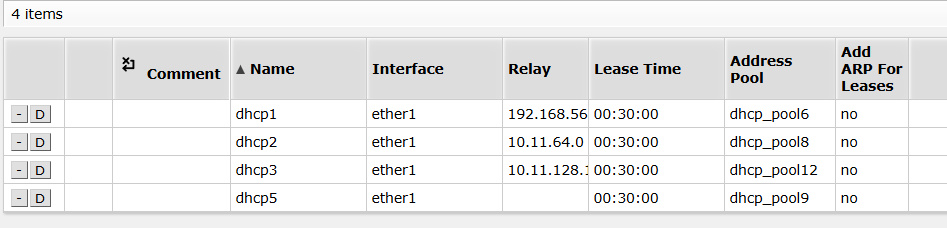 4 items
Comment ▲ Name Interface Relay Lease Time Address Pool Add ARP For Leases
- D dhcp1 ether1 192.168.56 00:30:00 dhcp_pool6 no
- D dhcp2 ether1 10.11.64.0 00:30:00 dhcp_pool8 no
- D dhcp3 ether1 10.11.128. 00:30:00 dhcp_pool12 no
- D dhcp5 ether1 00:30:00 dhcp_pool9 no